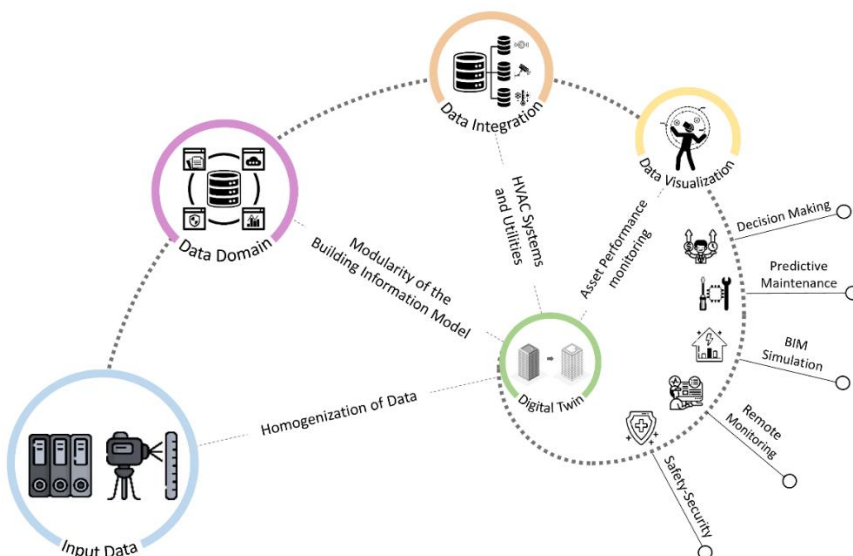 Data Integration
Data Visualization
Data Domain
HVAC Systems
and Utilities
Asset Performance
monitoring
Modularity of the
Building Information Model
Decision Making
Predictive
Maintenance
BIM
Simulation
Remote
Monitoring
Safety-Security
Digital Twin
Homogenization of Data
Input Data